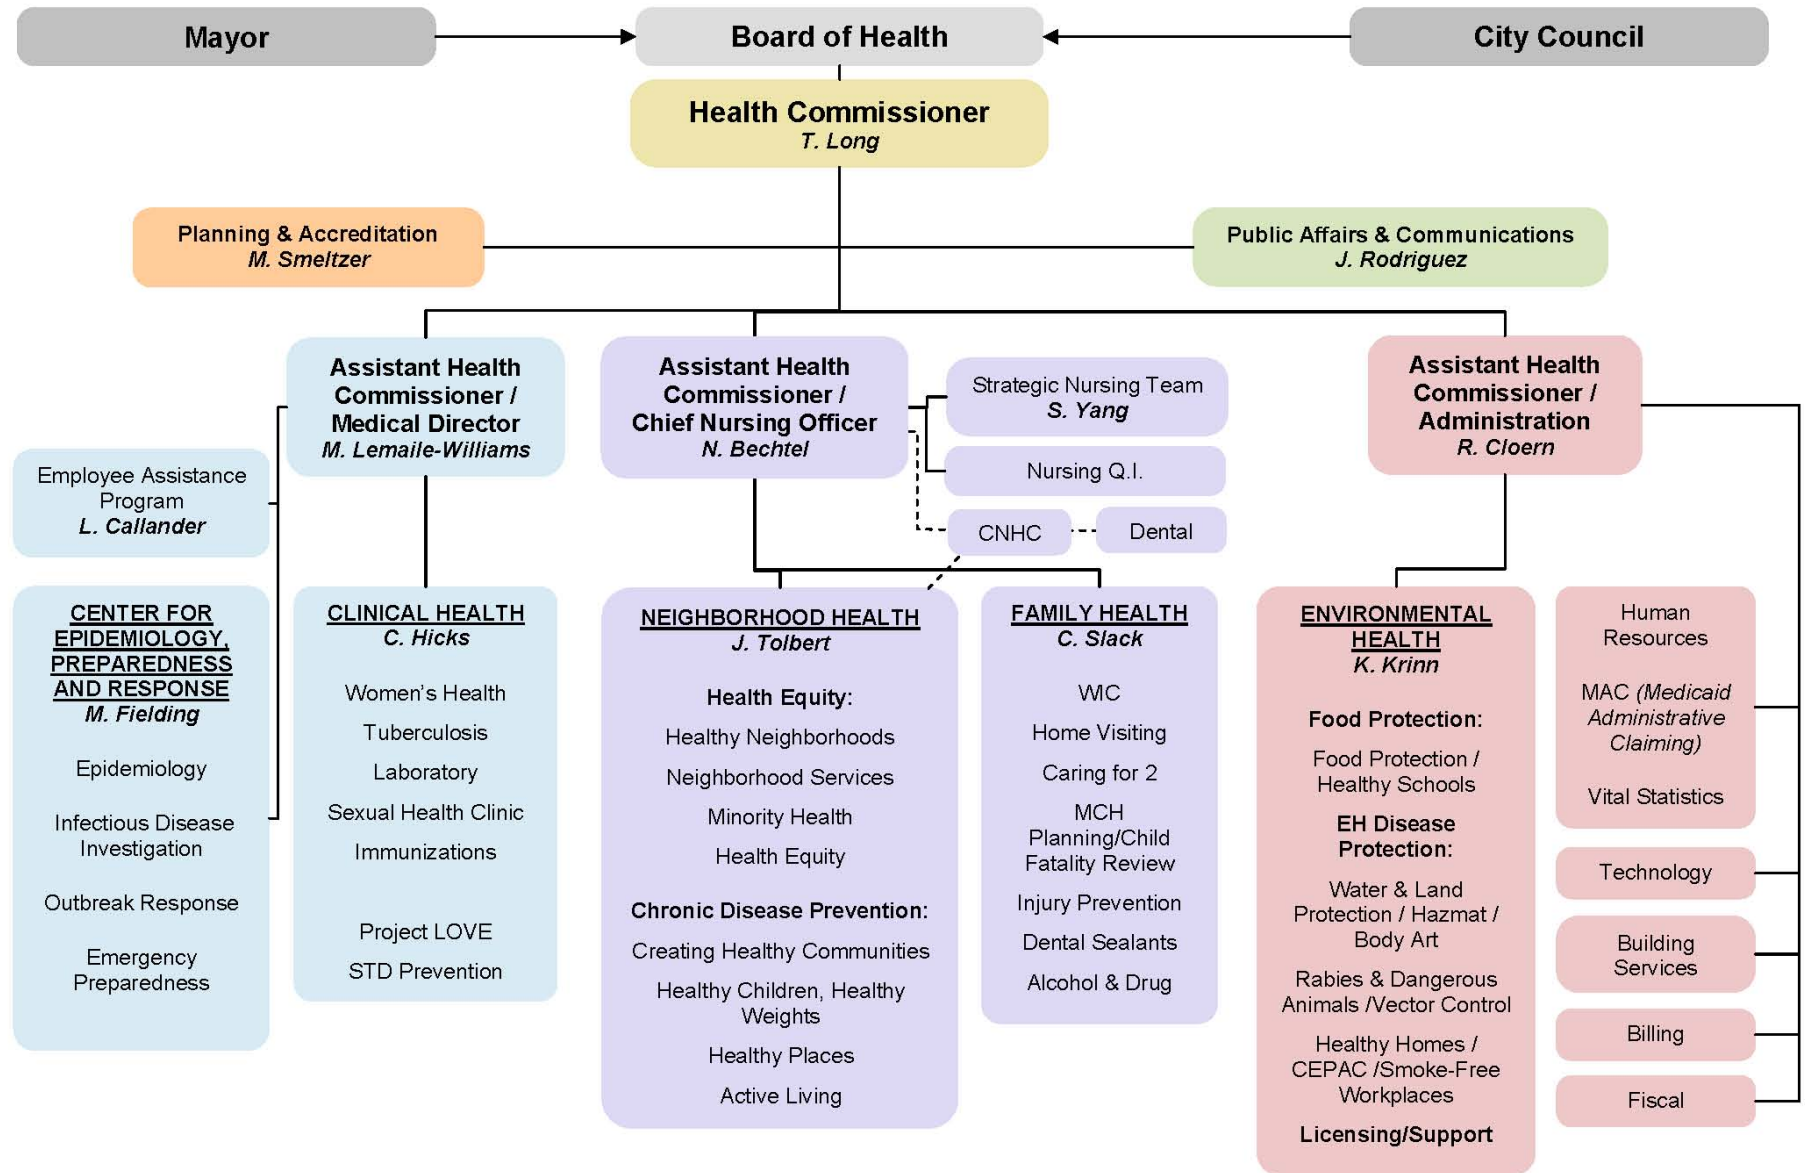 Mayor
Board of Health
City Council
Health Commissioner
T. Long
Planning & Accreditation
M. Smeltzer
Public Affairs & Communications
J. Rodriguez
Assistant Health
Commissioner /
Medical Director
M. Lemaile-Williams
Assistant Health
Commissioner /
Chief Nursing Officer
N. Bechtel
Strategic Nursing Team
S. Yang
Nursing Q.I.
CNHC
Dental
Assistant Health
Commissioner /
Administration
R. Cloern
Employee Assistance
Program
L. Callander
CENTER FOR
EPIDEMIOLOGY,
PREPAREDNESS
AND RESPONSE
M. Fielding
Epidemiology
Infectious Disease
Investigation
Outbreak Response
Emergency
Preparedness
CLINICAL HEALTH
C. Hicks
Women's Health
Tuberculosis
Laboratory
Sexual Health Clinic
Immunizations
Project LOVE
STD Prevention
NEIGHBORHOOD HEALTH
J. Tolbert
Health Equity:
Healthy Neighborhoods
Neighborhood Services
Minority Health
Health Equity
Chronic Disease Prevention:
Creating Healthy Communities
Healthy Children, Healthy
Weights
Healthy Places
Active Living
FAMILY HEALTH
C. Slack
WIC
Home Visiting
Caring for 2
MCH
Planning/Child
Fatality Review
Injury Prevention
Dental Sealants
Alcohol & Drug
ENVIRONMENTAL
HEALTH
K. Krinn
Food Protection:
Food Protection /
Healthy Schools
EH Disease
Protection:
Water & Land
Protection / Hazmat /
Body Art
Rabies & Dangerous
Animals /Vector Control
Healthy Homes /
CEPAC /Smoke-Free
Workplaces
Licensing/Support
Human
Resources
MAC (Medicaid
Administrative
Claiming)
Vital Statistics
Technology
Building
Services
Billing
Fiscal